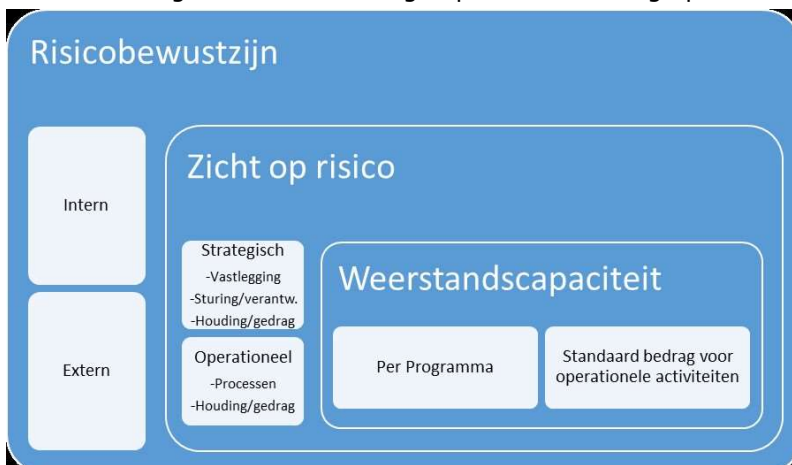 Risicobewustzijn
Intern
Extern
Zicht op risico
Strategisch
-Vastlegging
-Sturing/verantw.
-Houding/gedrag
Operationeel
-Processen
-Houding/gedrag
Weerstandscapaciteit
Per Programma
Standaard bedrag voor
operationele activiteiten